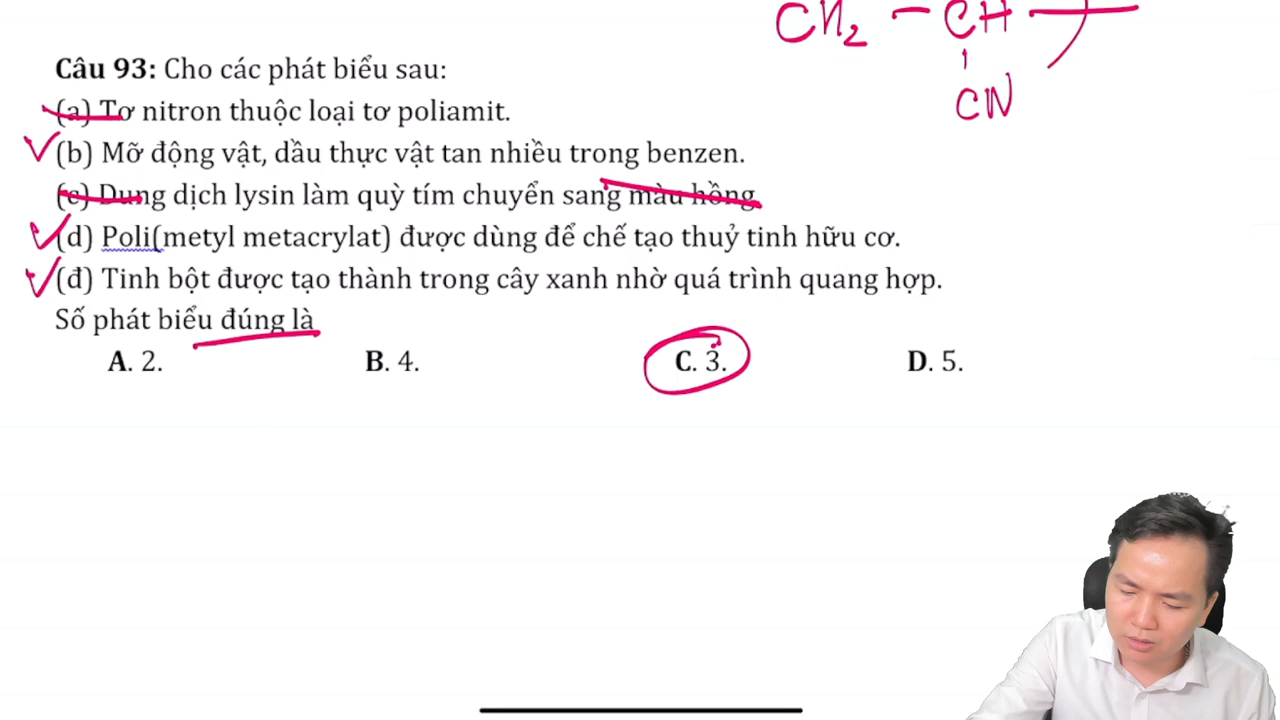 CH₂ – CH
CN
Câu 93: Cho các phát biểu sau:
(a) Tơ nitron thuộc loại tơ poliamit.
(b) Mỡ động vật, dầu thực vật tan nhiều trong benzen.
(c) Dung dịch lysin làm quỳ tím chuyển sang màu hồng.
(d) Poli(metyl metacrylat) được dùng để chế tạo thuỷ tinh hữu cơ.
(đ) Tinh bột được tạo thành trong cây xanh nhờ quá trình quang hợp.
Số phát biểu đúng là
A. 2. B. 4. C. 3. D. 5.